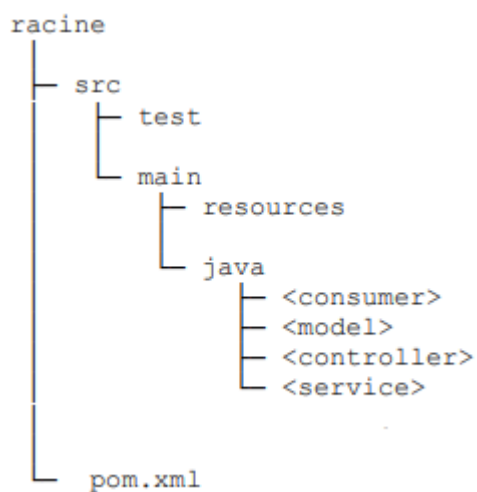 racine
src
test
main
resources
java
<consumer>
<model>
<controller>
<service>
pom.xml